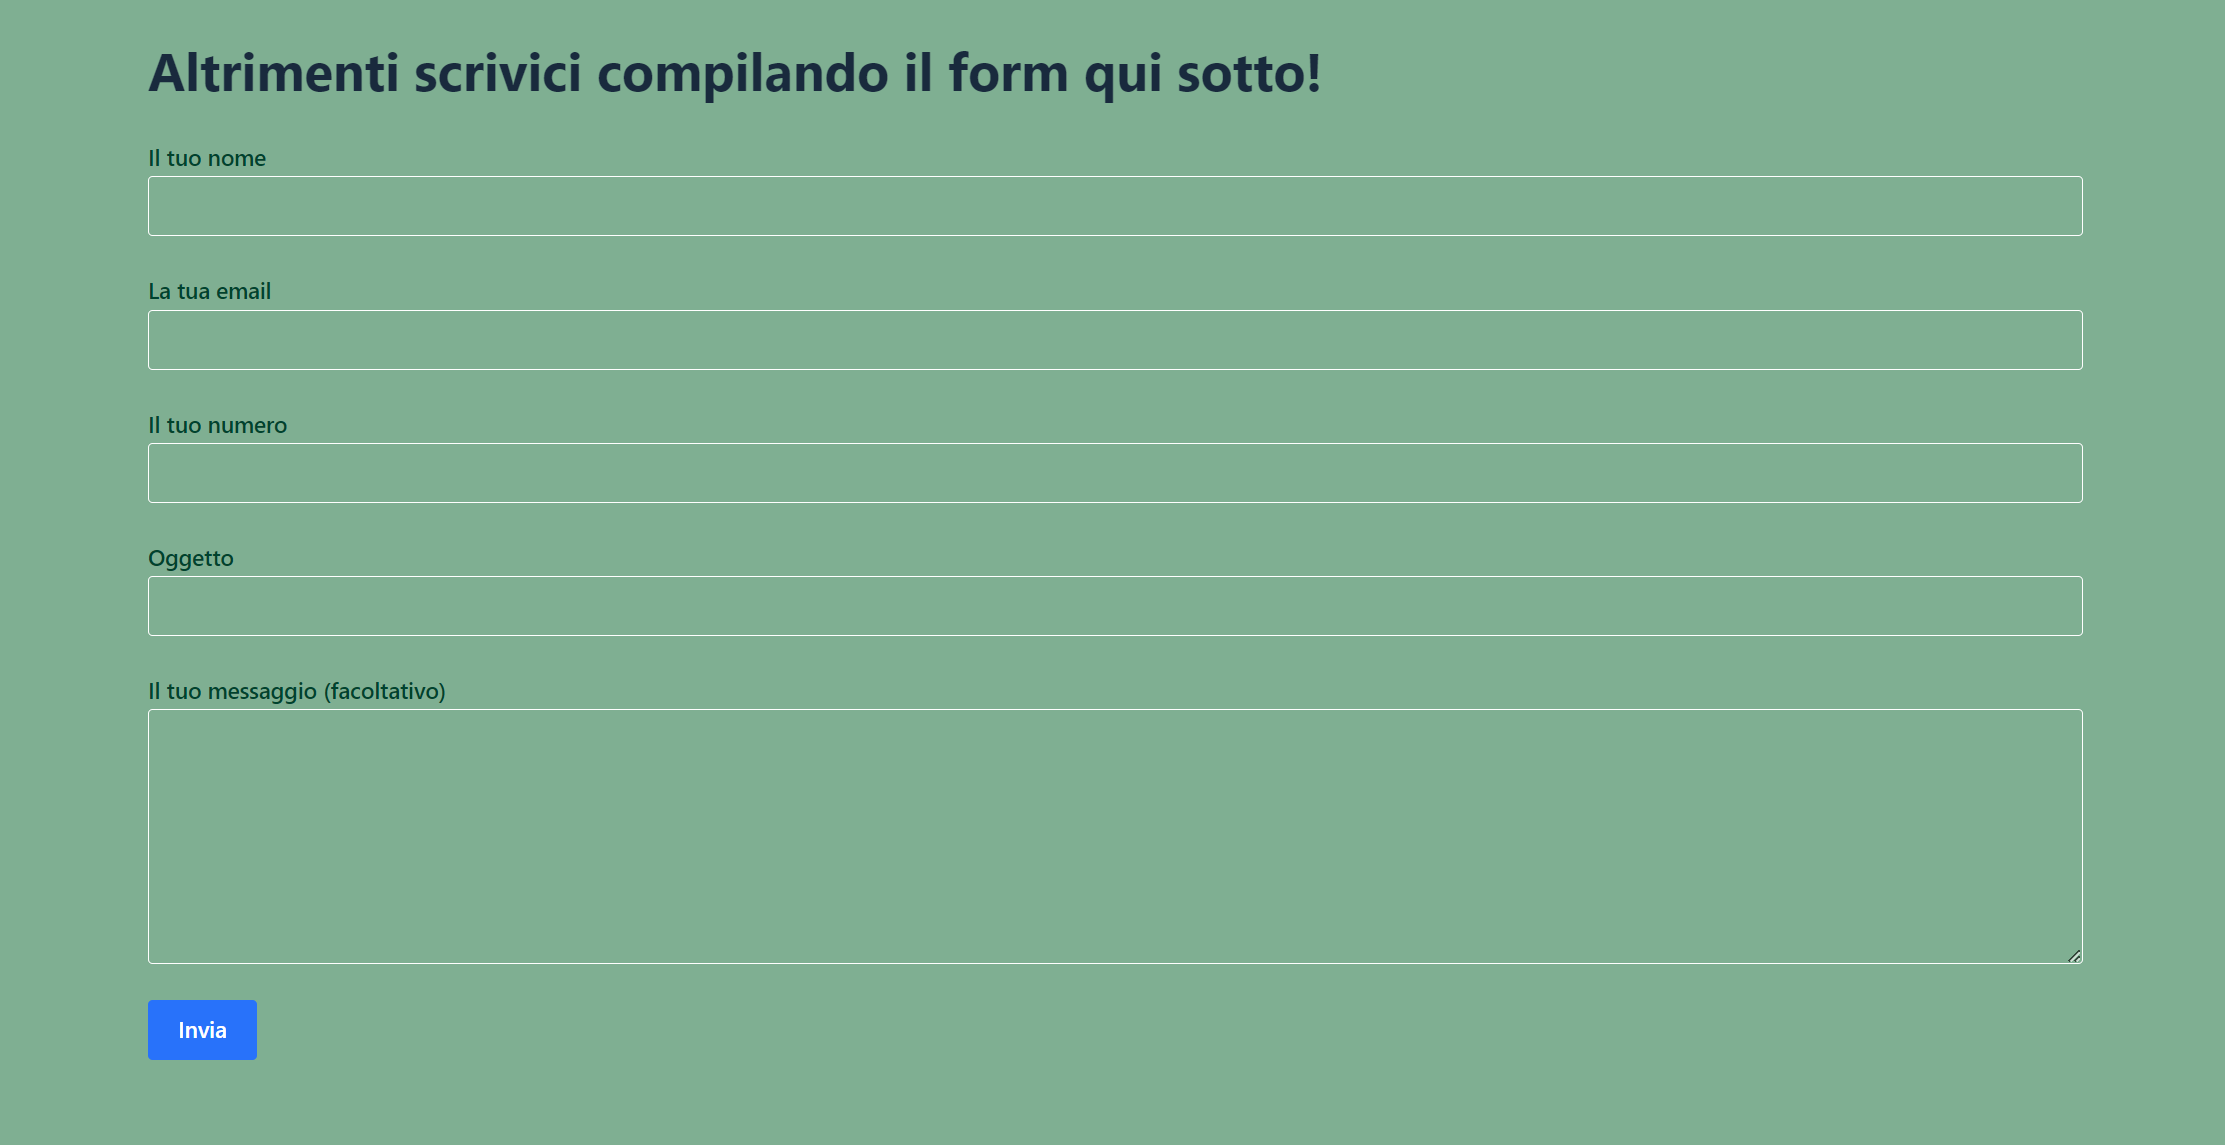 Altrimenti scrivici compilando il form qui sotto!
Il tuo nome
La tua email
Il tuo numero
Oggetto
Il tuo messaggio (facoltativo)
Invia